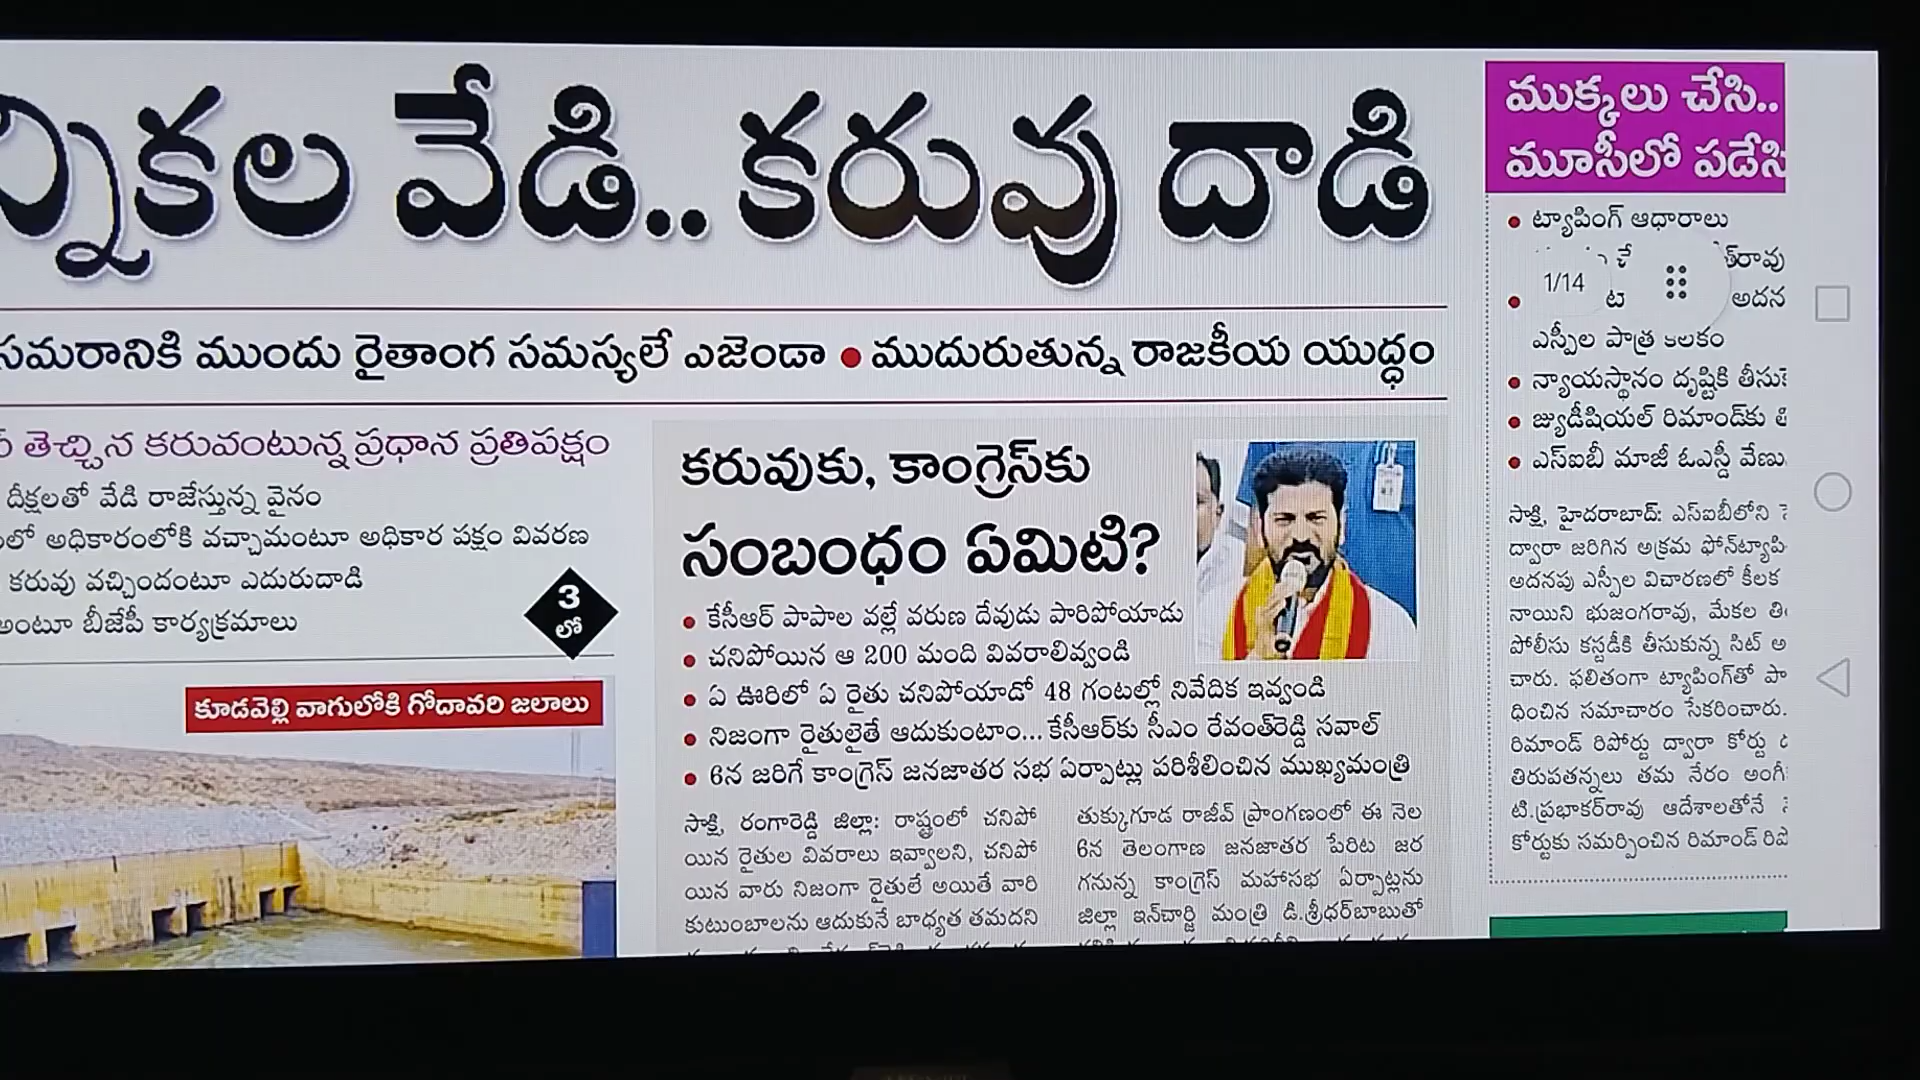 న్నికల వేడి.. కరువు దాడి
సమరానికి ముందు రైతాంగ సమస్యలే ఎజెండా • ముదురుతున్న రాజకీయ యుద్ధం
తెచ్చిన కరువంటున్న ప్రధాన ప్రతిపక్షం
దీక్షలతో వేడి రాజేస్తున్న వైనం
లో అధికారంలోకి వచ్చామంటూ అధికార పక్షం వివరణ
కరువు వచ్చిందంటూ ఎదురుదాడి
అంటూ బీజేపీ కార్యక్రమాలు
3
లో
కూడవెల్లి వాగులోకి గోదావరి జలాలు
కరువుకు, కాంగ్రెస్‌కు
సంబంధం ఏమిటి?
• కేసీఆర్ పాపాల వల్లే వరుణ దేవుడు పారిపోయాడు
• చనిపోయిన ఆ 200 మంది వివరాలివ్వండి
• ఏ ఊరిలో ఏ రైతు చనిపోయాడో 48 గంటల్లో నివేదిక ఇవ్వండి
• నిజంగా రైతులైతే ఆదుకుంటాం... కేసీఆర్‌కు సీఎం రేవంత్‌రెడ్డి సవాల్
• 6న జరిగే కాంగ్రెస్ జనజాతర సభ ఏర్పాట్లు పరిశీలించిన ముఖ్యమంత్రి
సాక్షి, రంగారెడ్డి జిల్లా: రాష్ట్రంలో చనిపో
యిన రైతుల వివరాలు ఇవ్వాలని, చనిపో
యిన వారు నిజంగా రైతులే అయితే వారి
కుటుంబాలను ఆదుకునే బాధ్యత తమదని
తుక్కుగూడ రాజీవ్ ప్రాంగణంలో ఈ నెల
6న తెలంగాణ జనజాతర పేరిట జర
గనున్న కాంగ్రెస్ మహాసభ ఏర్పాట్లను
జిల్లా ఇన్‌చార్జి మంత్రి డి.శ్రీధర్‌బాబుతో
ముక్కలు చేసి..
మూసీలో పడేసి
• ట్యాపింగ్ ఆధారాలు
రావు
1/14
అదన
ఎస్పీల పాత్ర కీలకం
• న్యాయస్థానం దృష్టికి
• జ్యుడీషియల్ రిమాండ్‌కు
• ఎస్ఐబీ మాజీ ఓఎస్డీ వేణు
సాక్షి, హైదరాబాద్: ఎస్ఐబీలోని
ద్వారా జరిగిన అక్రమ ఫోన్‌ట్యాపి
అదనపు ఎస్పీల విచారణలో కీలక
నాయిని భుజంగరావు, మేకల తి
పోలీసు కస్టడీకి తీసుకున్న సిట్ అ
చారు. ఫలితంగా ట్యాపింగ్‌తో పా
ధించిన సమాచారం సేకరించారు.
రిమాండ్ రిపోర్టు ద్వారా కోర్టు
తిరుపతన్నలు తమ నేరం అంగీ
టి.ప్రభాకర్‌రావు ఆదేశాలతోనే
కోర్టుకు సమర్పించిన రిమాండ్ రిపో